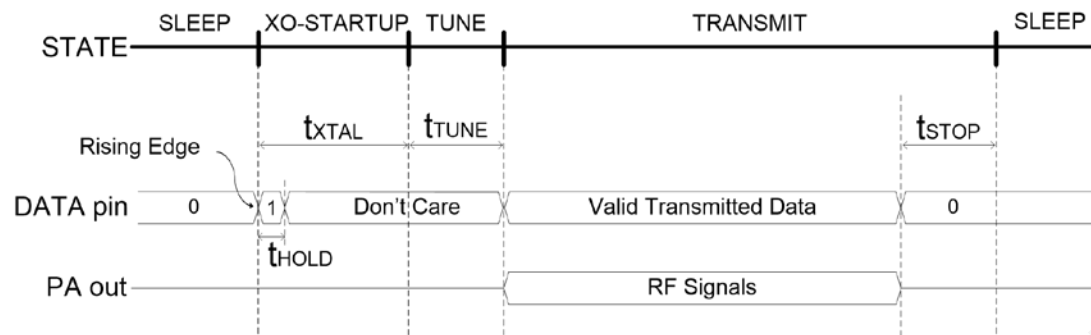 SLEEP XO-STARTUP TUNE TRANSMIT SLEEP
STATE
tXTAL tTUNE tSTOP
Rising Edge
DATA pin 0 1 Don't Care Valid Transmitted Data 0
tHOLD
PA out RF Signals